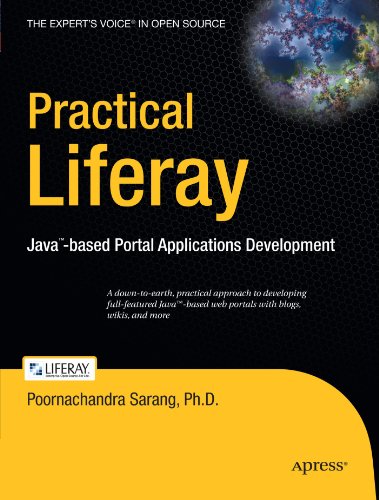 THE EXPERT'S VOICE® IN OPEN SOURCE
Practical
Liferay
Java™-based Portal Applications Development
A down-to-earth, practical approach to developing
full-featured Java™-based web portals with blogs,
wikis, and more
LIFERAY.
Poornachandra Sarang, Ph.D.
Apress®